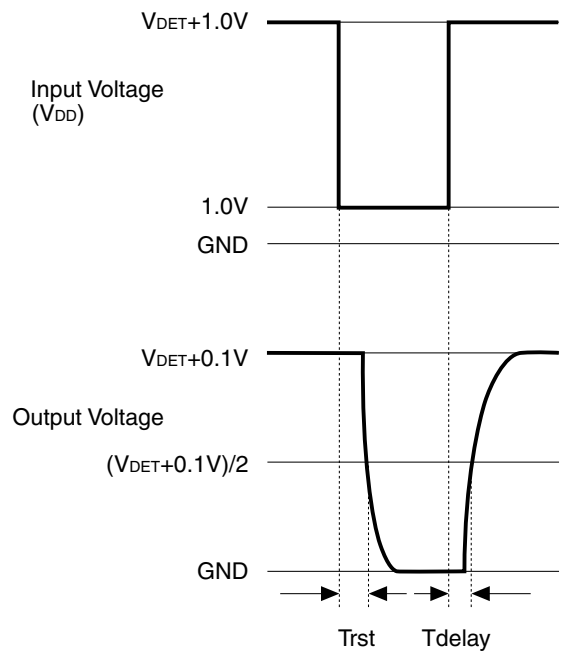 VDET+1.0V
Input Voltage
(VDD)
1.0V
GND
VDET+0.1V
Output Voltage
(VDET+0.1V)/2
GND
Trst
Tdelay